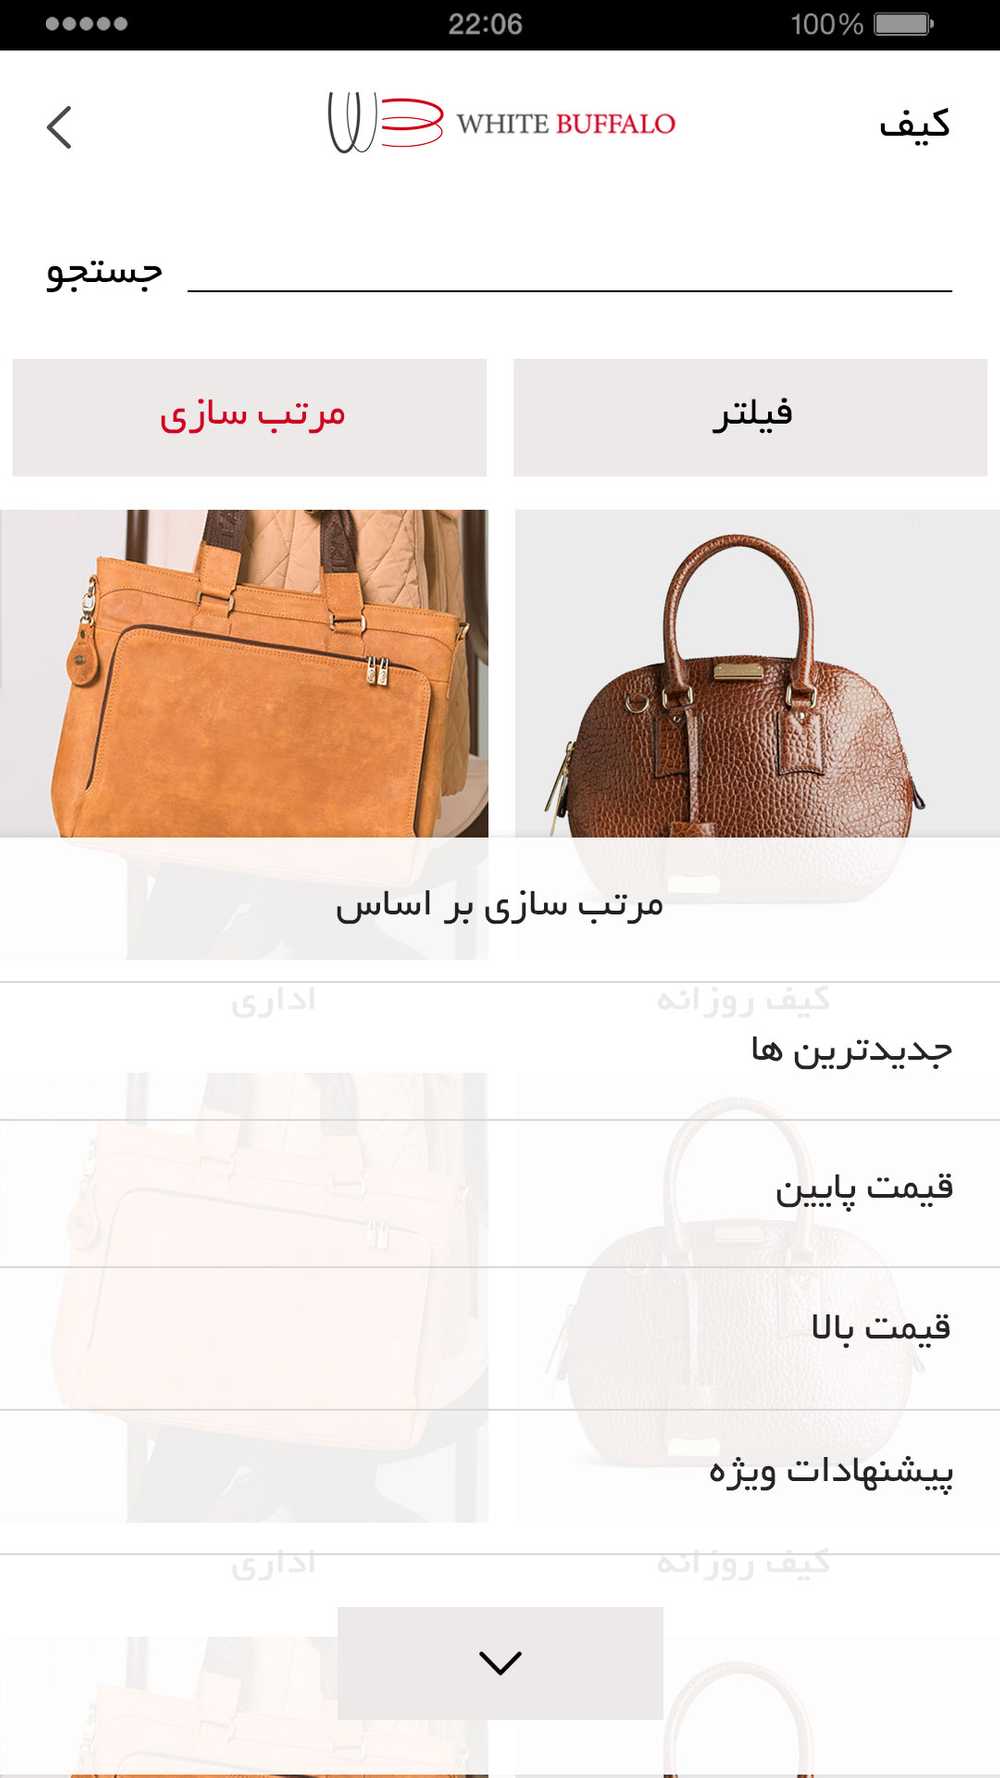 22:06 100%
کیف
WHITE BUFFALO
جستجو
فیلتر
مرتب سازی
مرتب سازی بر اساس
کیف روزانه
اداری
جدیدترین ها
قیمت پایین
قیمت بالا
پیشنهادات ویژه
کیف روزانه
اداری